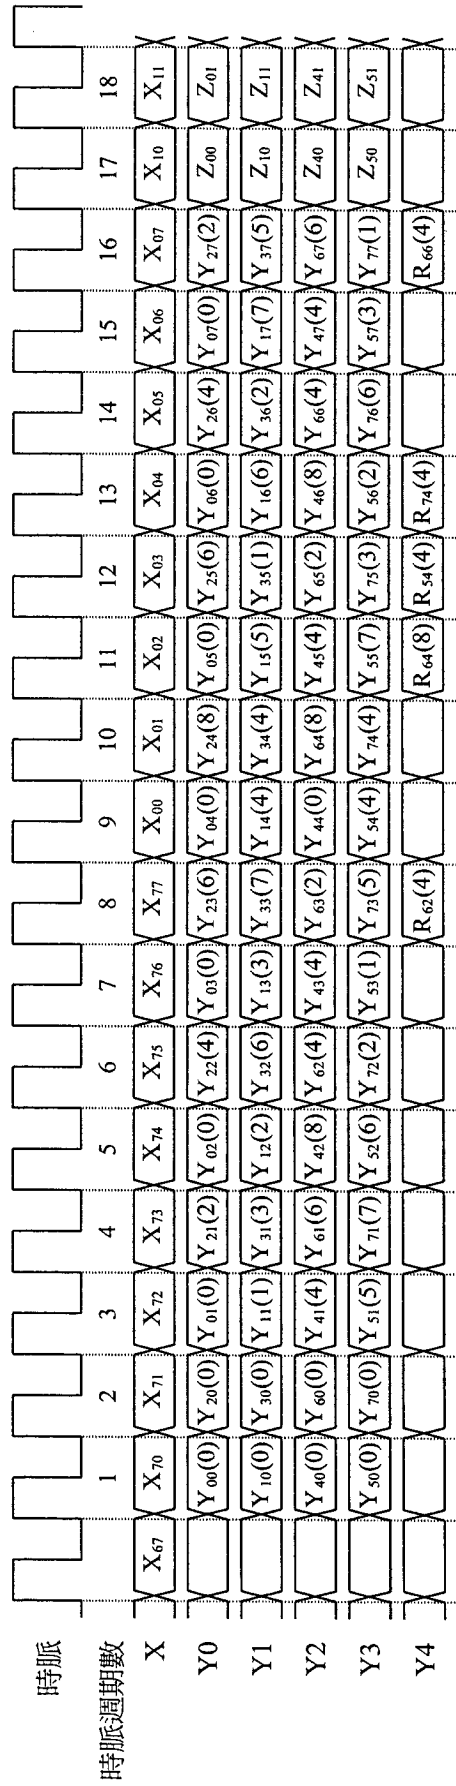 時脈
時脈週期數 1 2 3 4 5 6 7 8 9 10 11 12 13 14 15 16 17 18
X X₆₇ X₇₀ X₇₁ X₇₂ X₇₃ X₇₄ X₇₅ X₇₆ X₇₇ X₀₀ X₀₁ X₀₂ X₀₃ X₀₄ X₀₅ X₀₆ X₀₇ X₁₀ X₁₁
Y0 Y₀₀(0) Y₂₀(0) Y₀₁(0) Y₂₁(2) Y₀₂(0) Y₂₂(4) Y₀₃(0) Y₂₃(6) Y₀₄(0) Y₂₄(8) Y₀₅(0) Y₂₅(6) Y₀₆(0) Y₂₆(4) Y₀₇(0) Y₂₇(2) Z₀₀ Z₀₁
Y1 Y₁₀(0) Y₃₀(0) Y₁₁(1) Y₃₁(3) Y₁₂(2) Y₃₂(6) Y₁₃(3) Y₃₃(7) Y₁₄(4) Y₃₄(4) Y₁₅(5) Y₃₅(1) Y₁₆(6) Y₃₆(2) Y₁₇(7) Y₃₇(5) Z₁₀ Z₁₁
Y2 Y₄₀(0) Y₆₀(0) Y₄₁(4) Y₆₁(6) Y₄₂(8) Y₆₂(4) Y₄₃(4) Y₆₃(2) Y₄₄(0) Y₆₄(8) Y₄₅(4) Y₆₅(2) Y₄₆(8) Y₆₆(4) Y₄₇(4) Y₆₇(6) Z₄₀ Z₄₁
Y3 Y₅₀(0) Y₇₀(0) Y₅₁(5) Y₇₁(7) Y₅₂(6) Y₇₂(2) Y₅₃(1) Y₇₃(5) Y₅₄(4) Y₇₄(4) Y₅₅(7) Y₇₅(3) Y₅₆(2) Y₇₆(6) Y₅₇(3) Y₇₇(1) Z₅₀ Z₅₁
Y4 R₆₂(4) R₆₄(8) R₅₄(4) R₇₄(4) R₆₆(4)